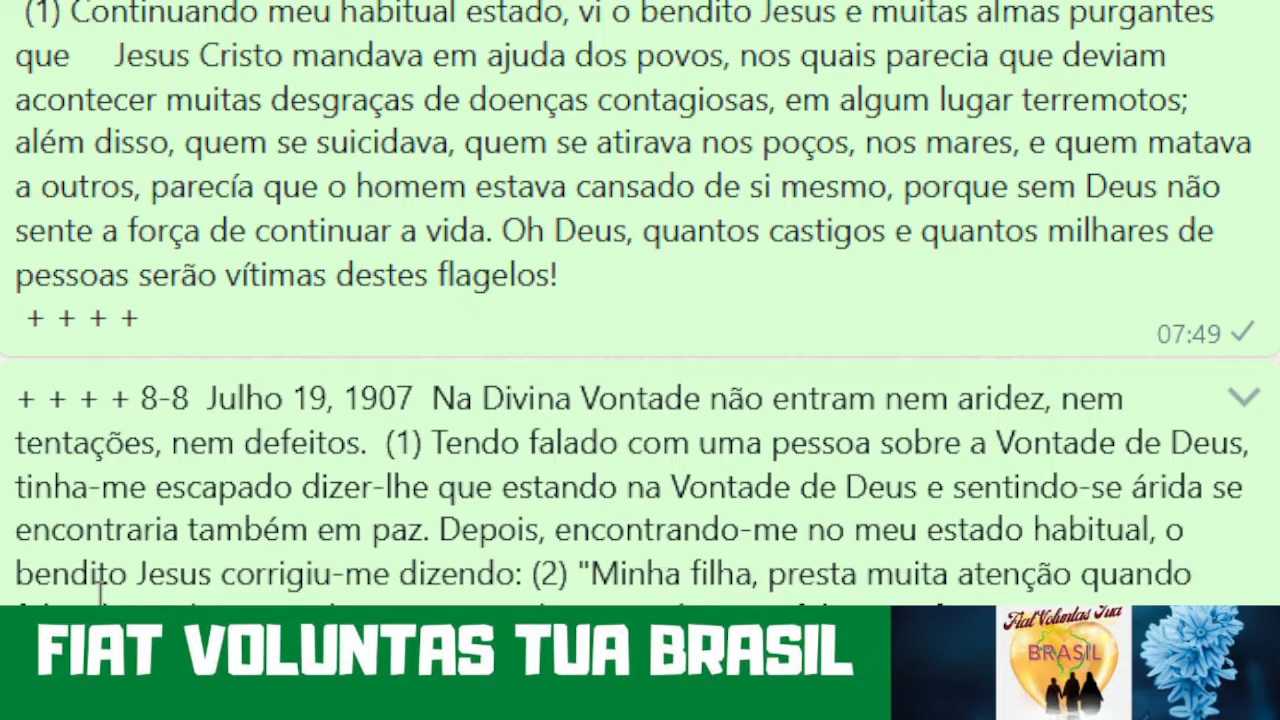 (1) Continuando meu habitual estado, vi o bendito Jesus e muitas almas purgantes
que Jesus Cristo mandava em ajuda dos povos, nos quais parecia que deviam
acontecer muitas desgraças de doenças contagiosas, em algum lugar terremotos;
além disso, quem se suicidava, quem se atirava nos poços, nos mares, e quem matava
a outros, parecía que o homem estava cansado de si mesmo, porque sem Deus não
sente a força de continuar a vida. Oh Deus, quantos castigos e quantos milhares de
pessoas serão vítimas destes flagelos!
+ + + +
07:49
+ + + + 8-8 Julho 19, 1907 Na Divina Vontade não entram nem aridez, nem
tentações, nem defeitos. (1) Tendo falado com uma pessoa sobre a Vontade de Deus,
tinha-me escapado dizer-lhe que estando na Vontade de Deus e sentindo-se árida se
encontraria também em paz. Depois, encontrando-me no meu estado habitual, o
bendito Jesus corrigiu-me dizendo: (2) "Minha filha, presta muita atenção quando
FIAT VOLUNTAS TUA BRASIL
Fiat Voluntas Tua
BRASIL